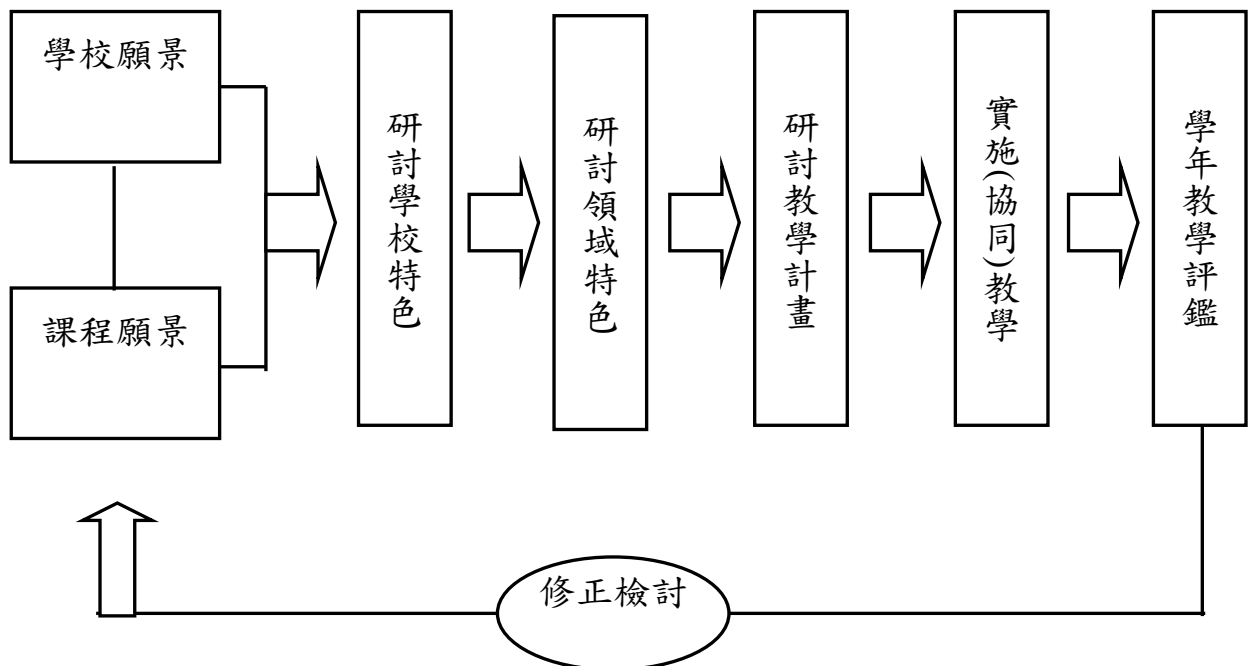 學校願景
課程願景
研討學校特色
研討領域特色
研討教學計畫
實施(協同)教學
學年教學評鑑
修正檢討